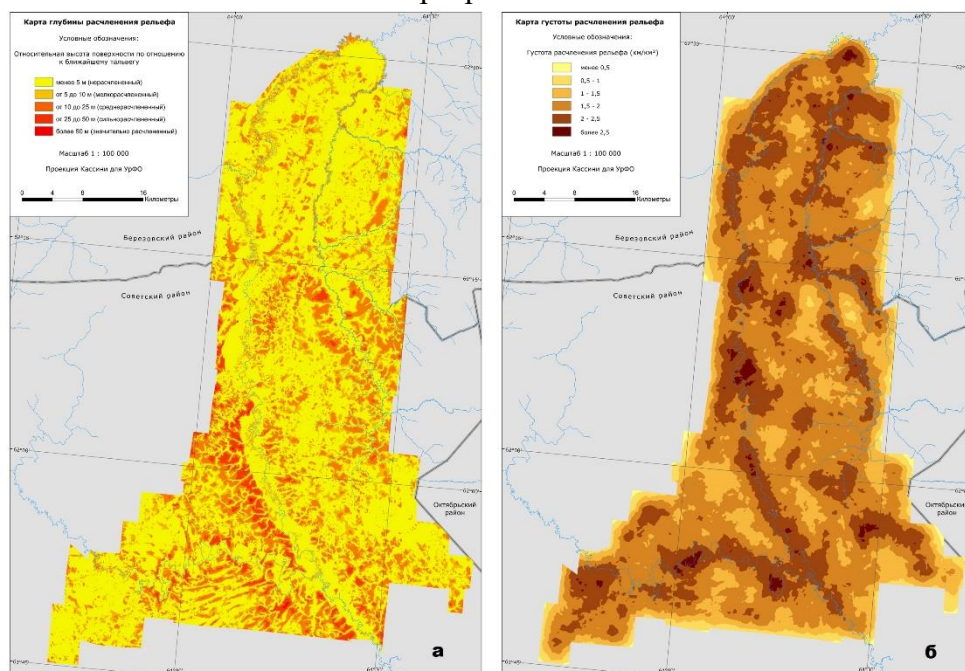 Карта глубины расчленения рельефа
Условные обозначения:
Относительная высота поверхности по отношению
к ближайшему тальвегу
менее 5 м (нерасчлененный)
от 5 до 10 м (мелкорасчлененный)
от 10 до 25 м (среднерасчлененный)
от 25 до 50 м (сильнорасчлененный)
более 50 м (значительно расчлененный)
Масштаб 1 : 100 000
Проекция Кассини для УрФО
0 4 8 16
Километры
Березовский район
Советский район
Октябрьский
район
а
Карта густоты расчленения рельефа
Условные обозначения:
Густота расчленения рельефа (км/км²)
менее 0,5
0,5 - 1
1 - 1,5
1,5 - 2
2 - 2,5
более 2,5
Масштаб 1 : 100 000
Проекция Кассини для УрФО
0 4 8 16
Километры
Березовский район
Советский район
Октябрьский
район
б